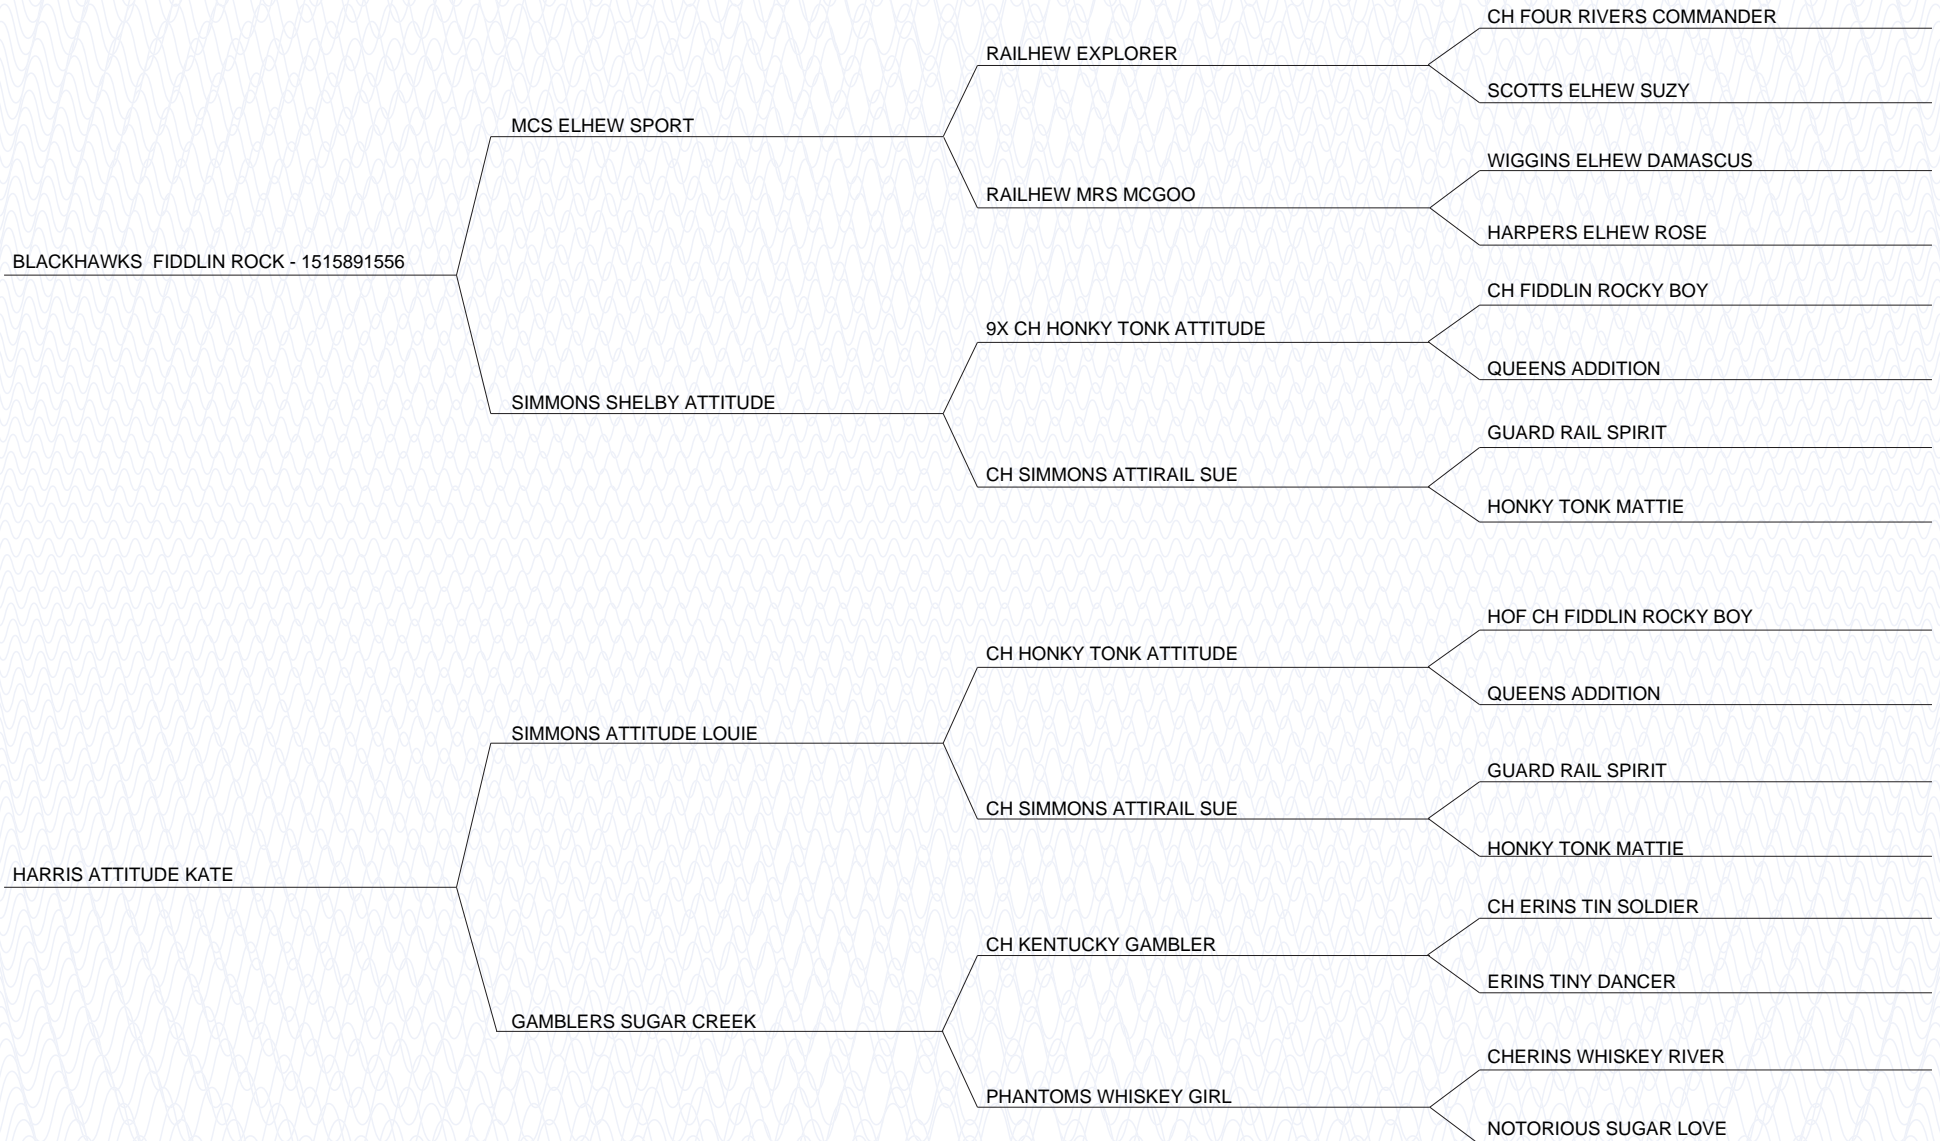 CH FOUR RIVERS COMMANDER
RAILHEW EXPLORER
SCOTTS ELHEW SUZY
MCS ELHEW SPORT
WIGGINS ELHEW DAMASCUS
RAILHEW MRS MCGOO
HARPERS ELHEW ROSE
BLACKHAWKS  FIDDLIN ROCK - 1515891556
CH FIDDLIN ROCKY BOY
9X CH HONKY TONK ATTITUDE
QUEENS ADDITION
SIMMONS SHELBY ATTITUDE
GUARD RAIL SPIRIT
CH SIMMONS ATTIRAIL SUE
HONKY TONK MATTIE
HOF CH FIDDLIN ROCKY BOY
CH HONKY TONK ATTITUDE
QUEENS ADDITION
SIMMONS ATTITUDE LOUIE
GUARD RAIL SPIRIT
CH SIMMONS ATTIRAIL SUE
HONKY TONK MATTIE
HARRIS ATTITUDE KATE
CH ERINS TIN SOLDIER
CH KENTUCKY GAMBLER
ERINS TINY DANCER
GAMBLERS SUGAR CREEK
CHERINS WHISKEY RIVER
PHANTOMS WHISKEY GIRL
NOTORIOUS SUGAR LOVE